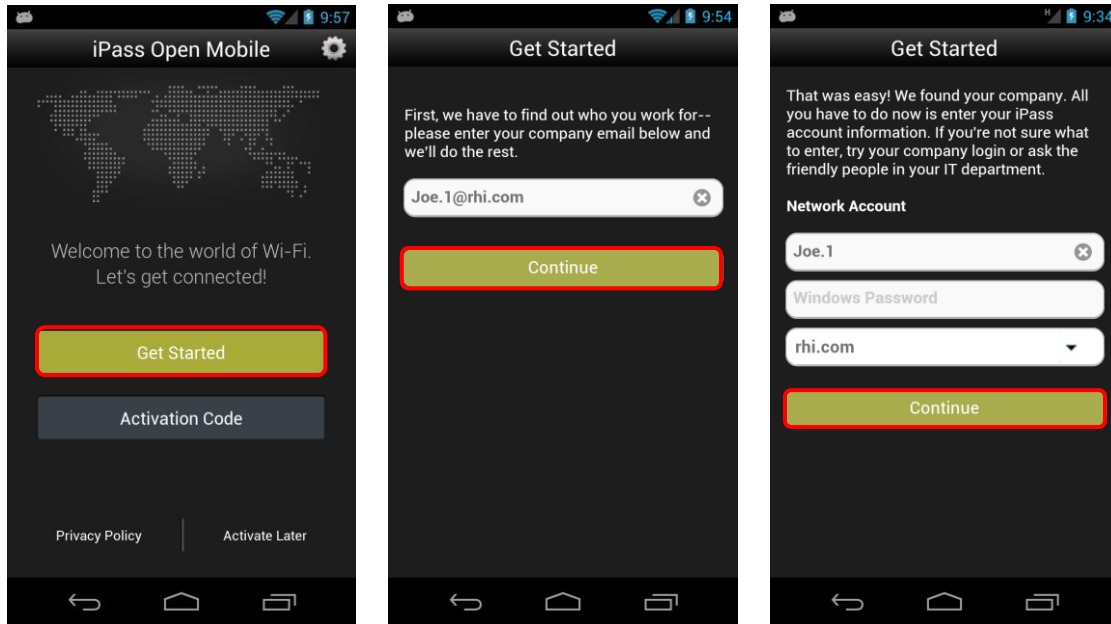 9:57
iPass Open Mobile
Welcome to the world of Wi-Fi.
Let's get connected!
Get Started
Activation Code
Privacy Policy
Activate Later
9:54
Get Started
First, we have to find out who you work for--
please enter your company email below and
we'll do the rest.
Joe.1@rhi.com
Continue
H
9:34
Get Started
That was easy! We found your company. All
you have to do now is enter your iPass
account information. If you're not sure what
to enter, try your company login or ask the
friendly people in your IT department.
Network Account
Joe.1
Windows Password
rhi.com
Continue